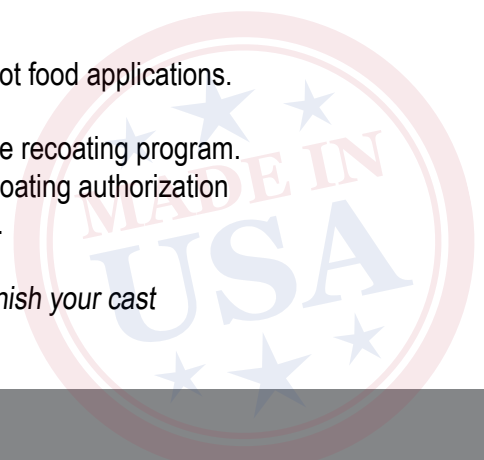 ot food applications.
e recoating program.
oating authorization
.
nish your cast
MADE IN
USA